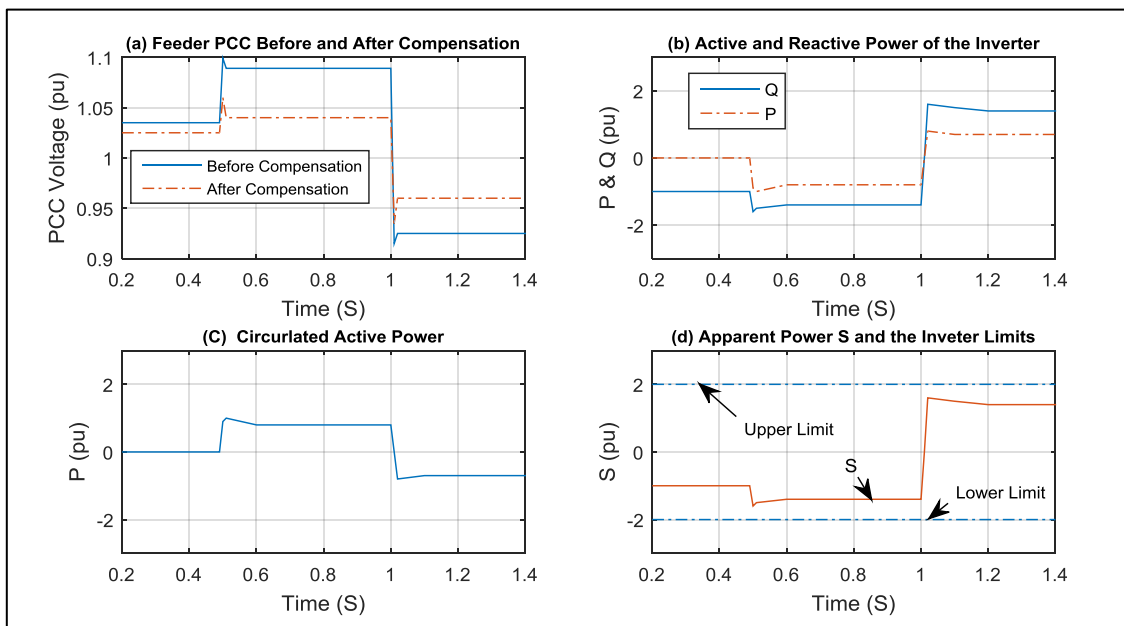 (a) Feeder PCC Before and After Compensation
1.1
1.05
1
0.95
0.9
PCC Voltage (pu)
Before Compensation
After Compensation
0.2 0.4 0.6 0.8 1 1.2 1.4
Time (S)
(b) Active and Reactive Power of the Inverter
2
0
-2
P & Q (pu)
Q
P
0.2 0.4 0.6 0.8 1 1.2 1.4
Time (S)
(C) Circurlated Active Power
2
0
-2
P (pu)
0.2 0.4 0.6 0.8 1 1.2 1.4
Time (S)
(d) Apparent Power S and the Inveter Limits
2
0
-2
S (pu)
Upper Limit
S
Lower Limit
0.2 0.4 0.6 0.8 1 1.2 1.4
Time (S)